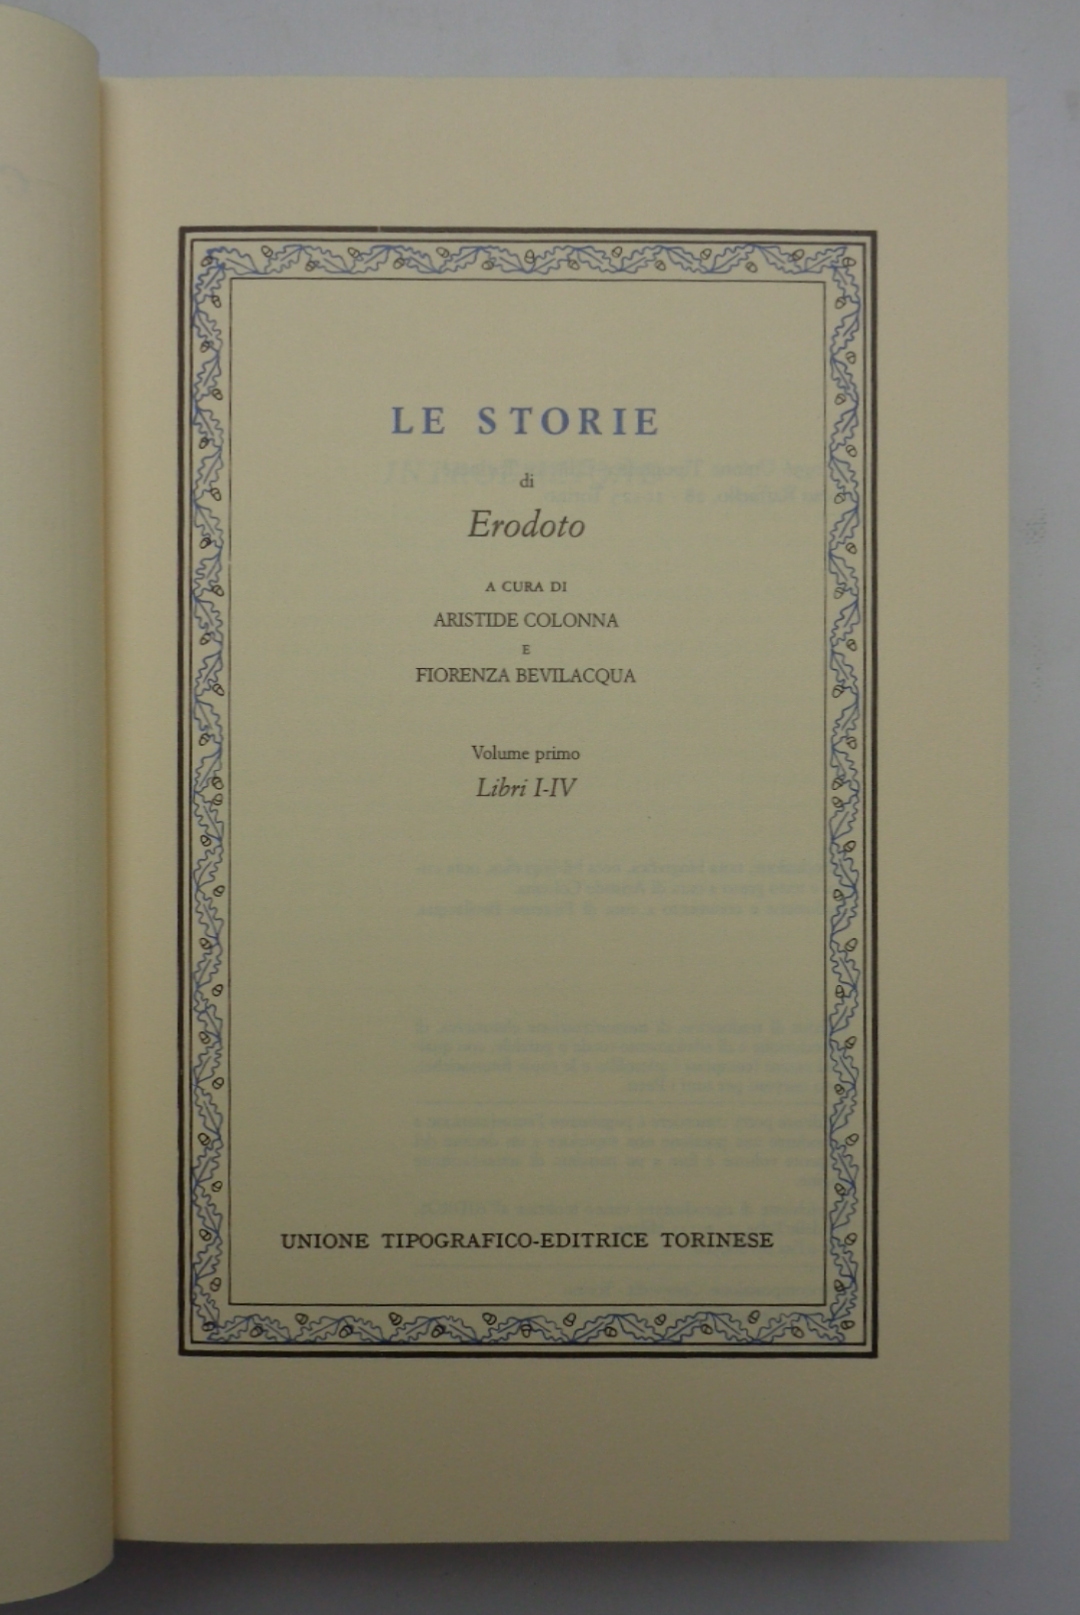 LE STORIE
di
Erodoto
A CURA DI
ARISTIDE COLONNA
E
FIORENZA BEVILACQUA
Volume primo
Libri I-IV
UNIONE TIPOGRAFICO-EDITRICE TORINESE